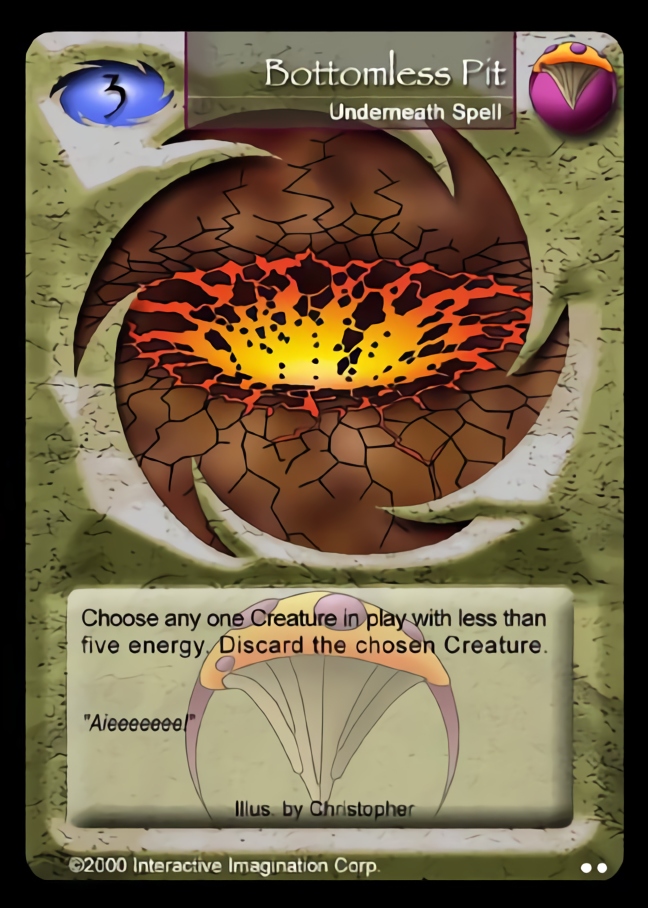 3
Bottomless Pit
Underneath Spell
Choose any one Creature in play with less than
five energy. Discard the chosen Creature.
"Aieeeeeee!"
Illus. by Christopher
©2000 Interactive Imagination Corp.